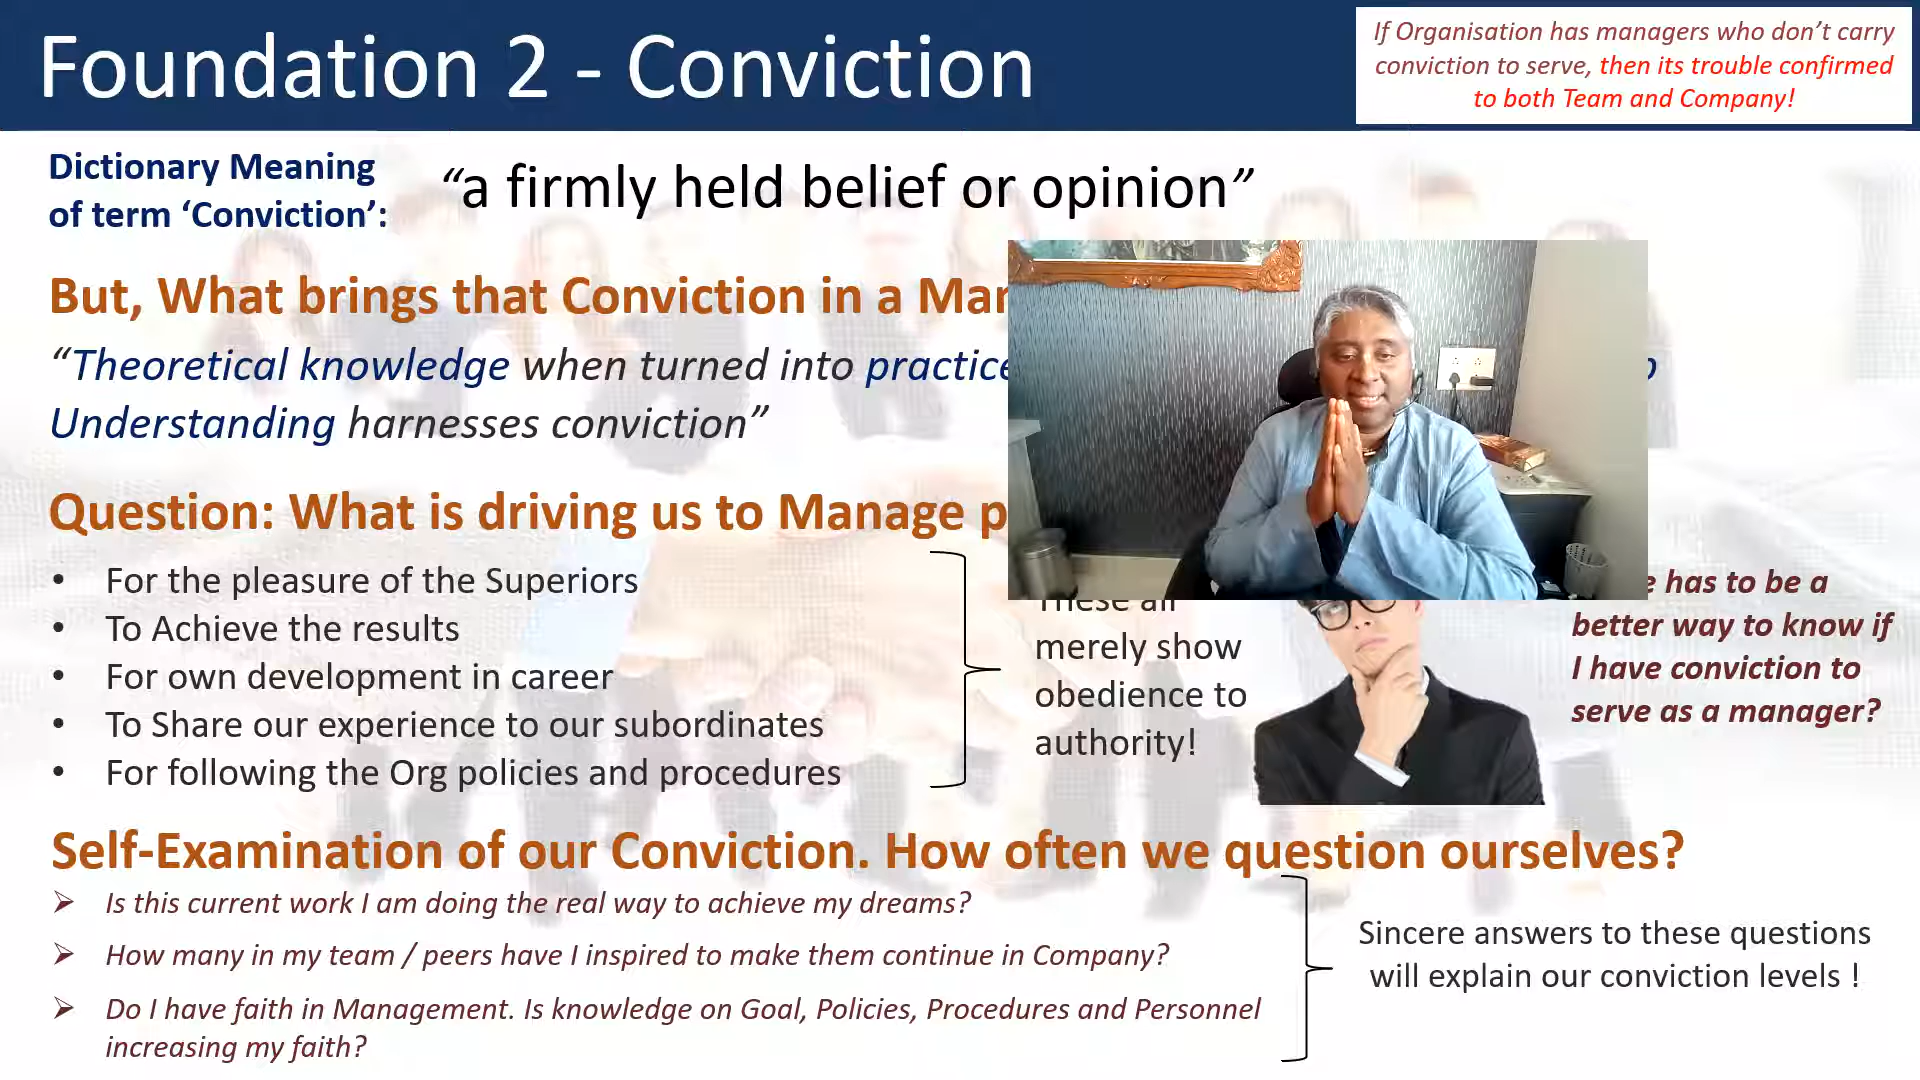 Foundation 2 - Conviction
If Organisation has managers who don’t carry
conviction to serve, then its trouble confirmed
to both Team and Company!
Dictionary Meaning
of term ‘Conviction’:
“a firmly held belief or opinion”
But, What brings that Conviction in a
“Theoretical knowledge when turned into
Understanding harnesses conviction”
Question: What is driving us to Manage
• For the pleasure of the Superiors
• To Achieve the results
• For own development in career
• To Share our experience to our subordinates
• For following the Org policies and procedures
These all
merely show
obedience to
authority!
has to be a
better way to know if
I have conviction to
serve as a manager?
Self-Examination of our Conviction. How often we question ourselves?
➢ Is this current work I am doing the real way to achieve my dreams?
➢ How many in my team / peers have I inspired to make them continue in Company?
➢ Do I have faith in Management. Is knowledge on Goal, Policies, Procedures and Personnel
increasing my faith?
Sincere answers to these questions
will explain our conviction levels !